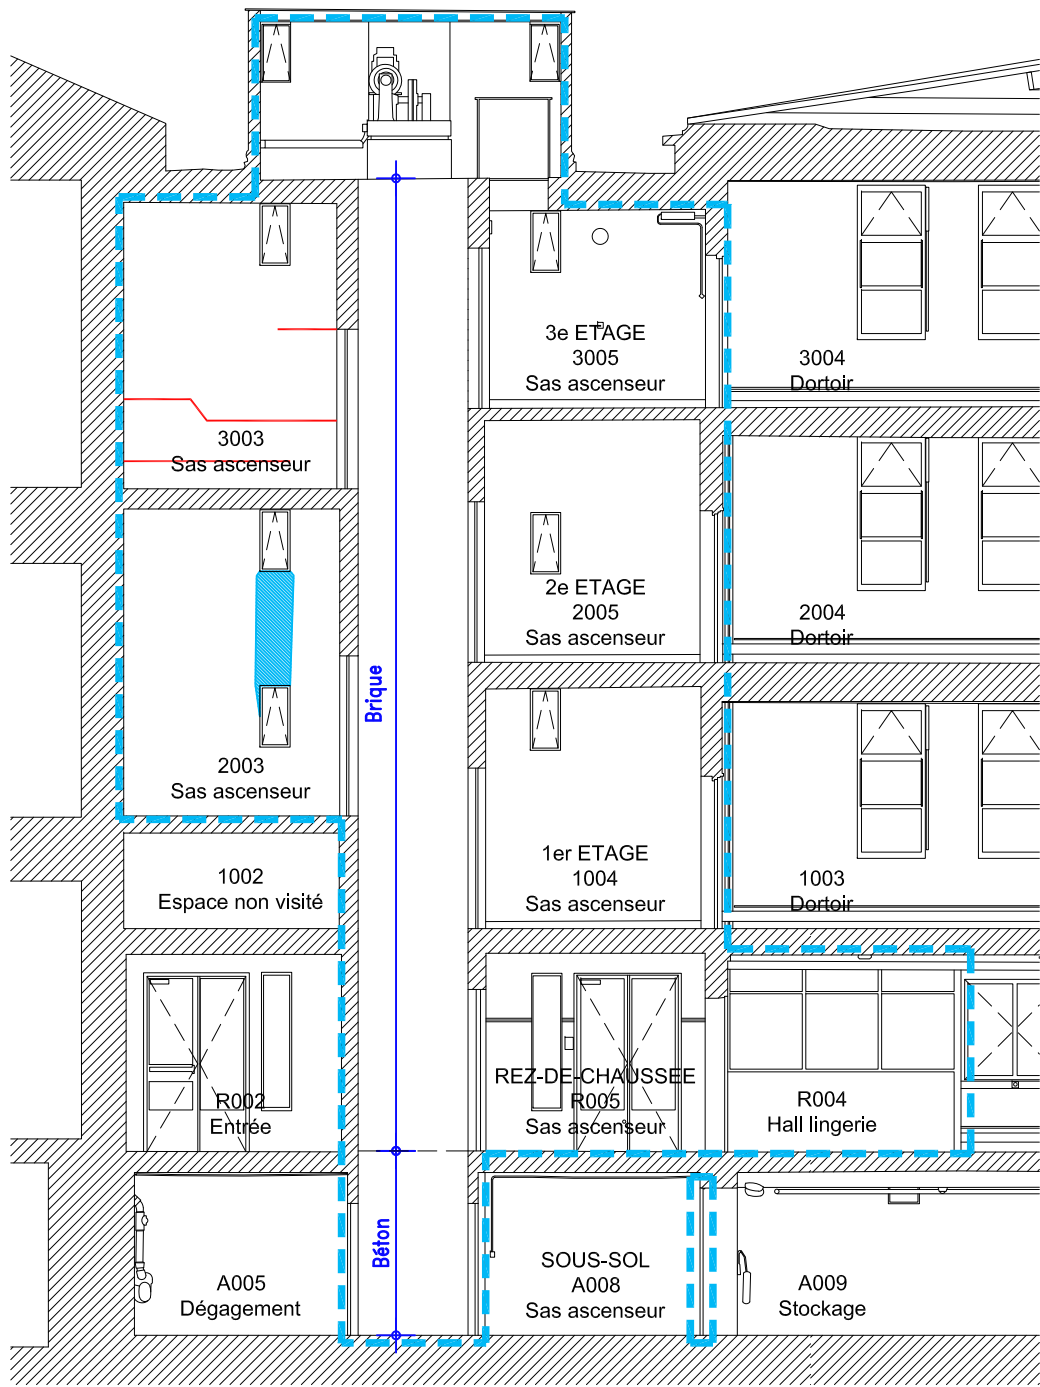 3e ETAGE
3005
Sas ascenseur
3004
Dortoir
3003
Sas ascenseur
2e ETAGE
2005
Sas ascenseur
2004
Dortoir
Brique
2003
Sas ascenseur
1er ETAGE
1004
Sas ascenseur
1002
Espace non visité
1003
Dortoir
R002
Entrée
REZ-DE-CHAUSSEE
R005
Sas ascenseur
R004
Hall lingerie
Béton
A005
Dégagement
SOUS-SOL
A008
Sas ascenseur
A009
Stockage